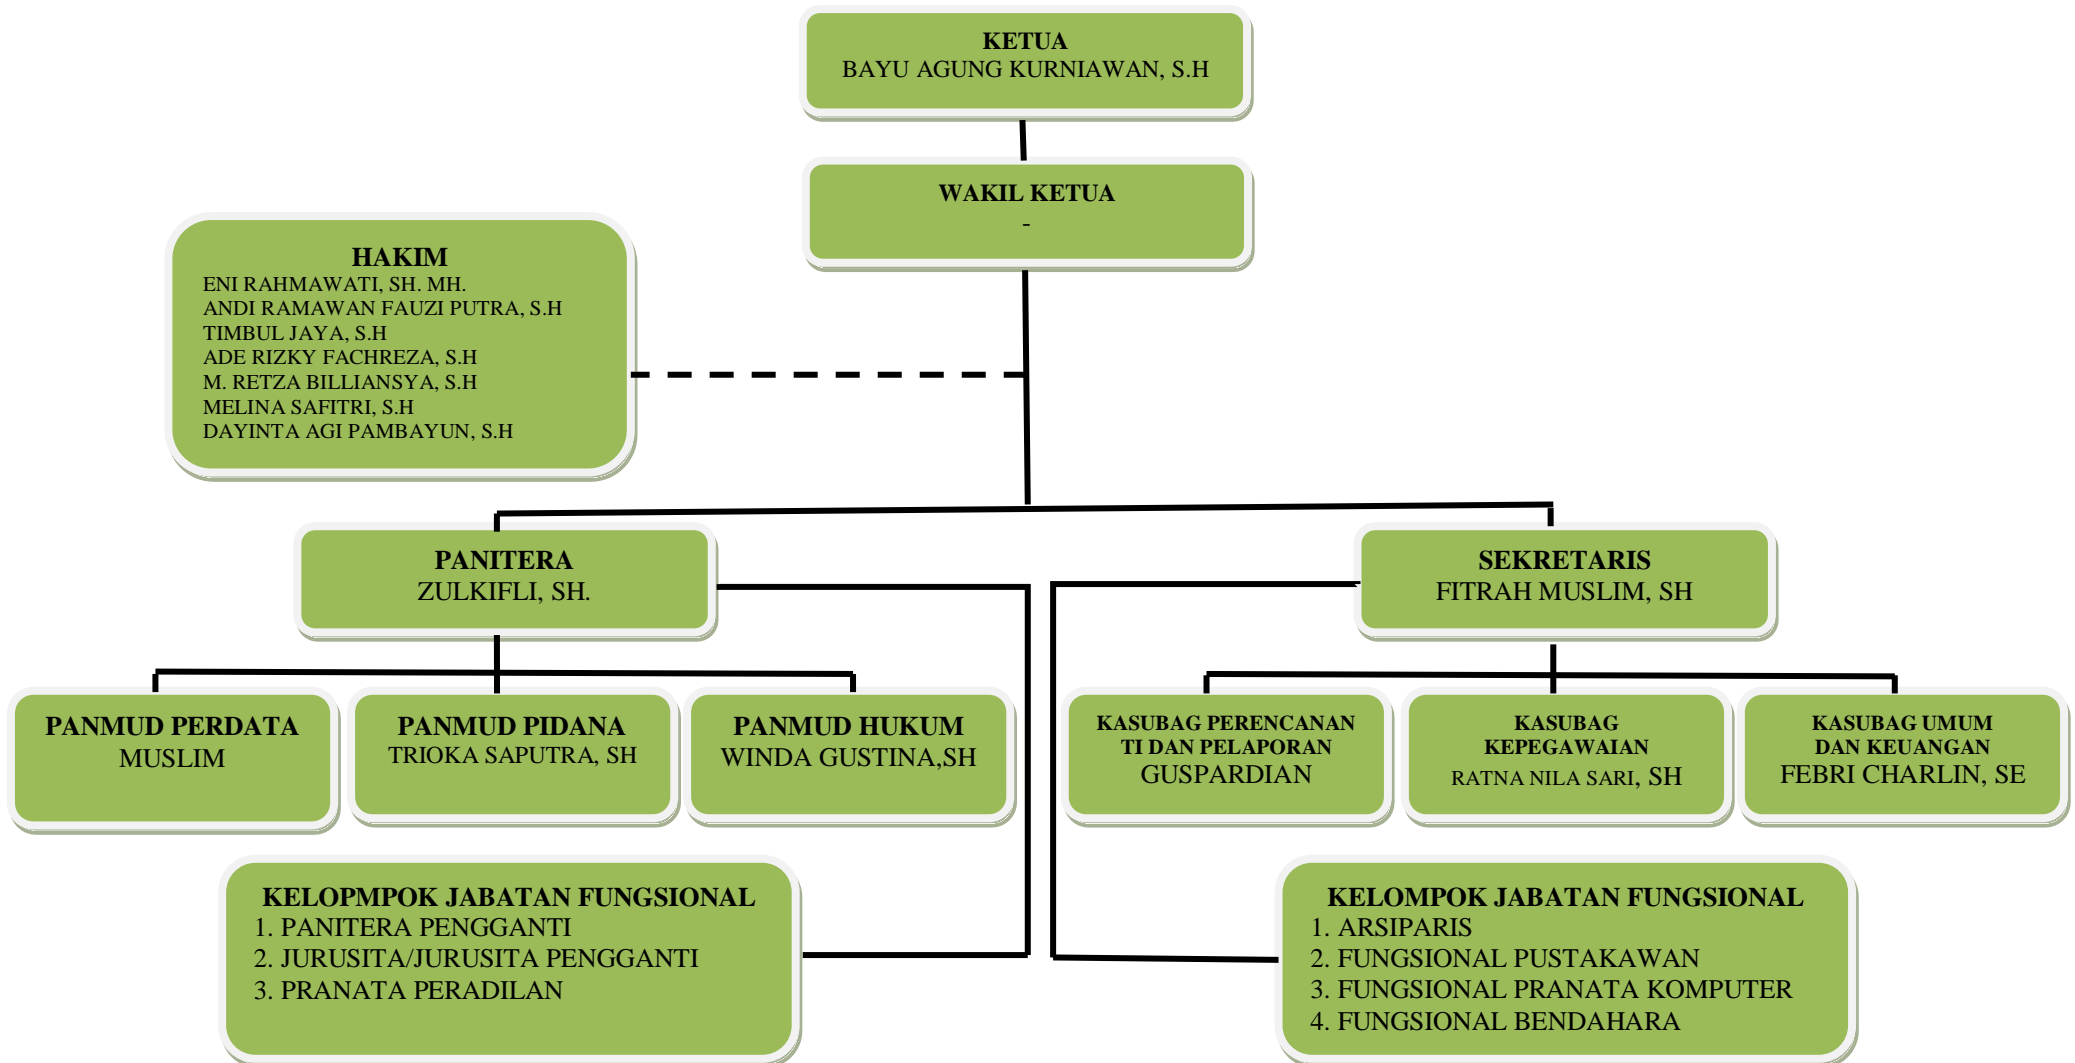 KETUA
BAYU AGUNG KURNIAWAN, S.H
WAKIL KETUA
-
HAKIM
ENI RAHMAWATI, SH. MH.
ANDI RAMAWAN FAUZI PUTRA, S.H
TIMBUL JAYA, S.H
ADE RIZKY FACHREZA, S.H
M. RETZA BILLIANSYA, S.H
MELINA SAFITRI, S.H
DAYINTA AGI PAMBAYUN, S.H
PANITERA
ZULKIFLI, SH.
SEKRETARIS
FITRAH MUSLIM, SH
PANMUD PERDATA
MUSLIM
PANMUD PIDANA
TRIOKA SAPUTRA, SH
PANMUD HUKUM
WINDA GUSTINA,SH
KASUBAG PERENCANAN
TI DAN PELAPORAN
GUSPARDIAN
KASUBAG
KEPEGAWAIAN
RATNA NILA SARI, SH
KASUBAG UMUM
DAN KEUANGAN
FEBRI CHARLIN, SE
KELOPMPOK JABATAN FUNGSIONAL
1. PANITERA PENGGANTI
2. JURUSITA/JURUSITA PENGGANTI
3. PRANATA PERADILAN
KELOMPOK JABATAN FUNGSIONAL
1. ARSIPARIS
2. FUNGSIONAL PUSTAKAWAN
3. FUNGSIONAL PRANATA KOMPUTER
4. FUNGSIONAL BENDAHARA